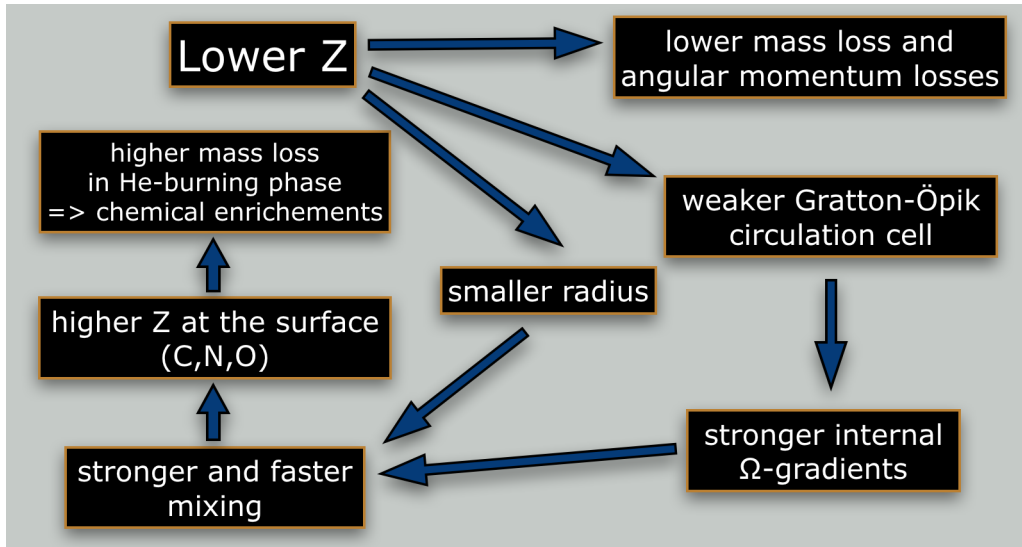 Lower Z
lower mass loss and
angular momentum losses
higher mass loss
in He-burning phase
=> chemical enrichements
weaker Gratton-Öpik
circulation cell
smaller radius
higher Z at the surface
(C,N,O)
stronger internal
Ω-gradients
stronger and faster
mixing